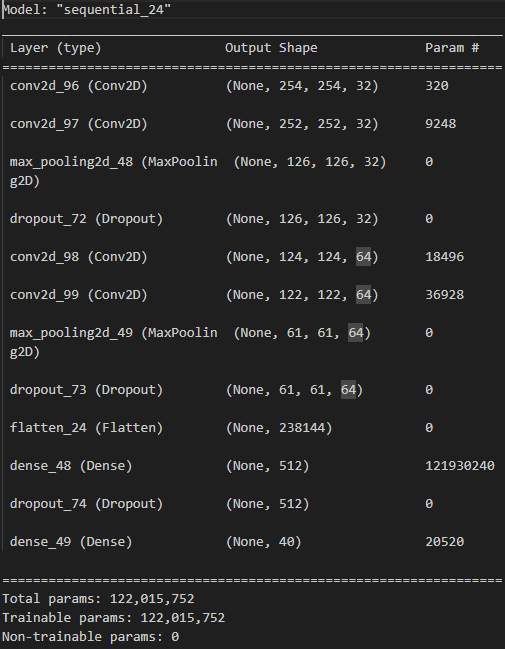 Model: "sequential_24"
_________________________________________________________________
Layer (type) Output Shape Param #
=================================================================
conv2d_96 (Conv2D) (None, 254, 254, 32) 320
conv2d_97 (Conv2D) (None, 252, 252, 32) 9248
max_pooling2d_48 (MaxPoolin (None, 126, 126, 32) 0
g2D)
dropout_72 (Dropout) (None, 126, 126, 32) 0
conv2d_98 (Conv2D) (None, 124, 124, 64) 18496
conv2d_99 (Conv2D) (None, 122, 122, 64) 36928
max_pooling2d_49 (MaxPoolin (None, 61, 61, 64) 0
g2D)
dropout_73 (Dropout) (None, 61, 61, 64) 0
flatten_24 (Flatten) (None, 238144) 0
dense_48 (Dense) (None, 512) 121930240
dropout_74 (Dropout) (None, 512) 0
dense_49 (Dense) (None, 40) 20520
=================================================================
Total params: 122,015,752
Trainable params: 122,015,752
Non-trainable params: 0